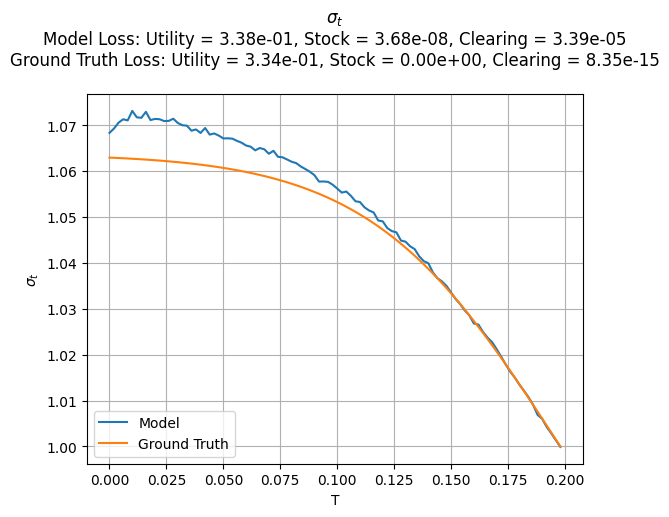 σ_t
Model Loss: Utility = 3.38e-01, Stock = 3.68e-08, Clearing = 3.39e-05
Ground Truth Loss: Utility = 3.34e-01, Stock = 0.00e+00, Clearing = 8.35e-15
1.07
1.06
1.05
σ_t
1.04
1.03
1.02
1.01
1.00
Model
Ground Truth
0.000 0.025 0.050 0.075 0.100 0.125 0.150 0.175 0.200
T